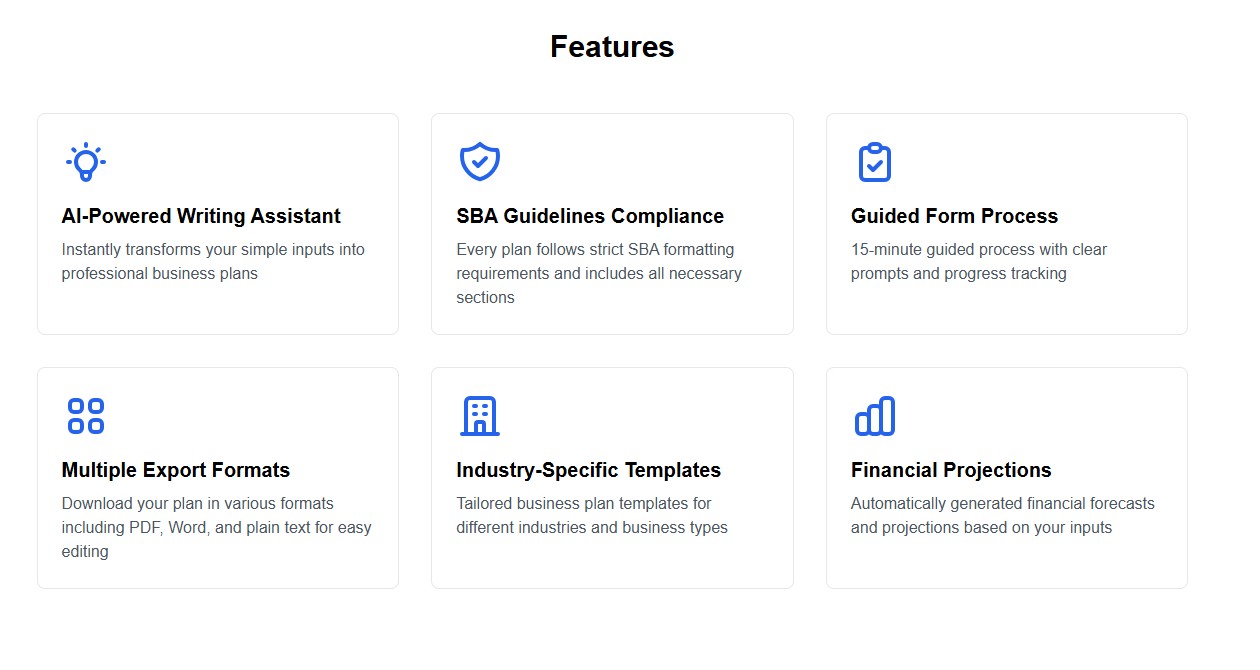 Features
AI-Powered Writing Assistant
Instantly transforms your simple inputs into
professional business plans
SBA Guidelines Compliance
Every plan follows strict SBA formatting
requirements and includes all necessary
sections
Guided Form Process
15-minute guided process with clear
prompts and progress tracking
Multiple Export Formats
Download your plan in various formats
including PDF, Word, and plain text for easy
editing
Industry-Specific Templates
Tailored business plan templates for
different industries and business types
Financial Projections
Automatically generated financial forecasts
and projections based on your inputs